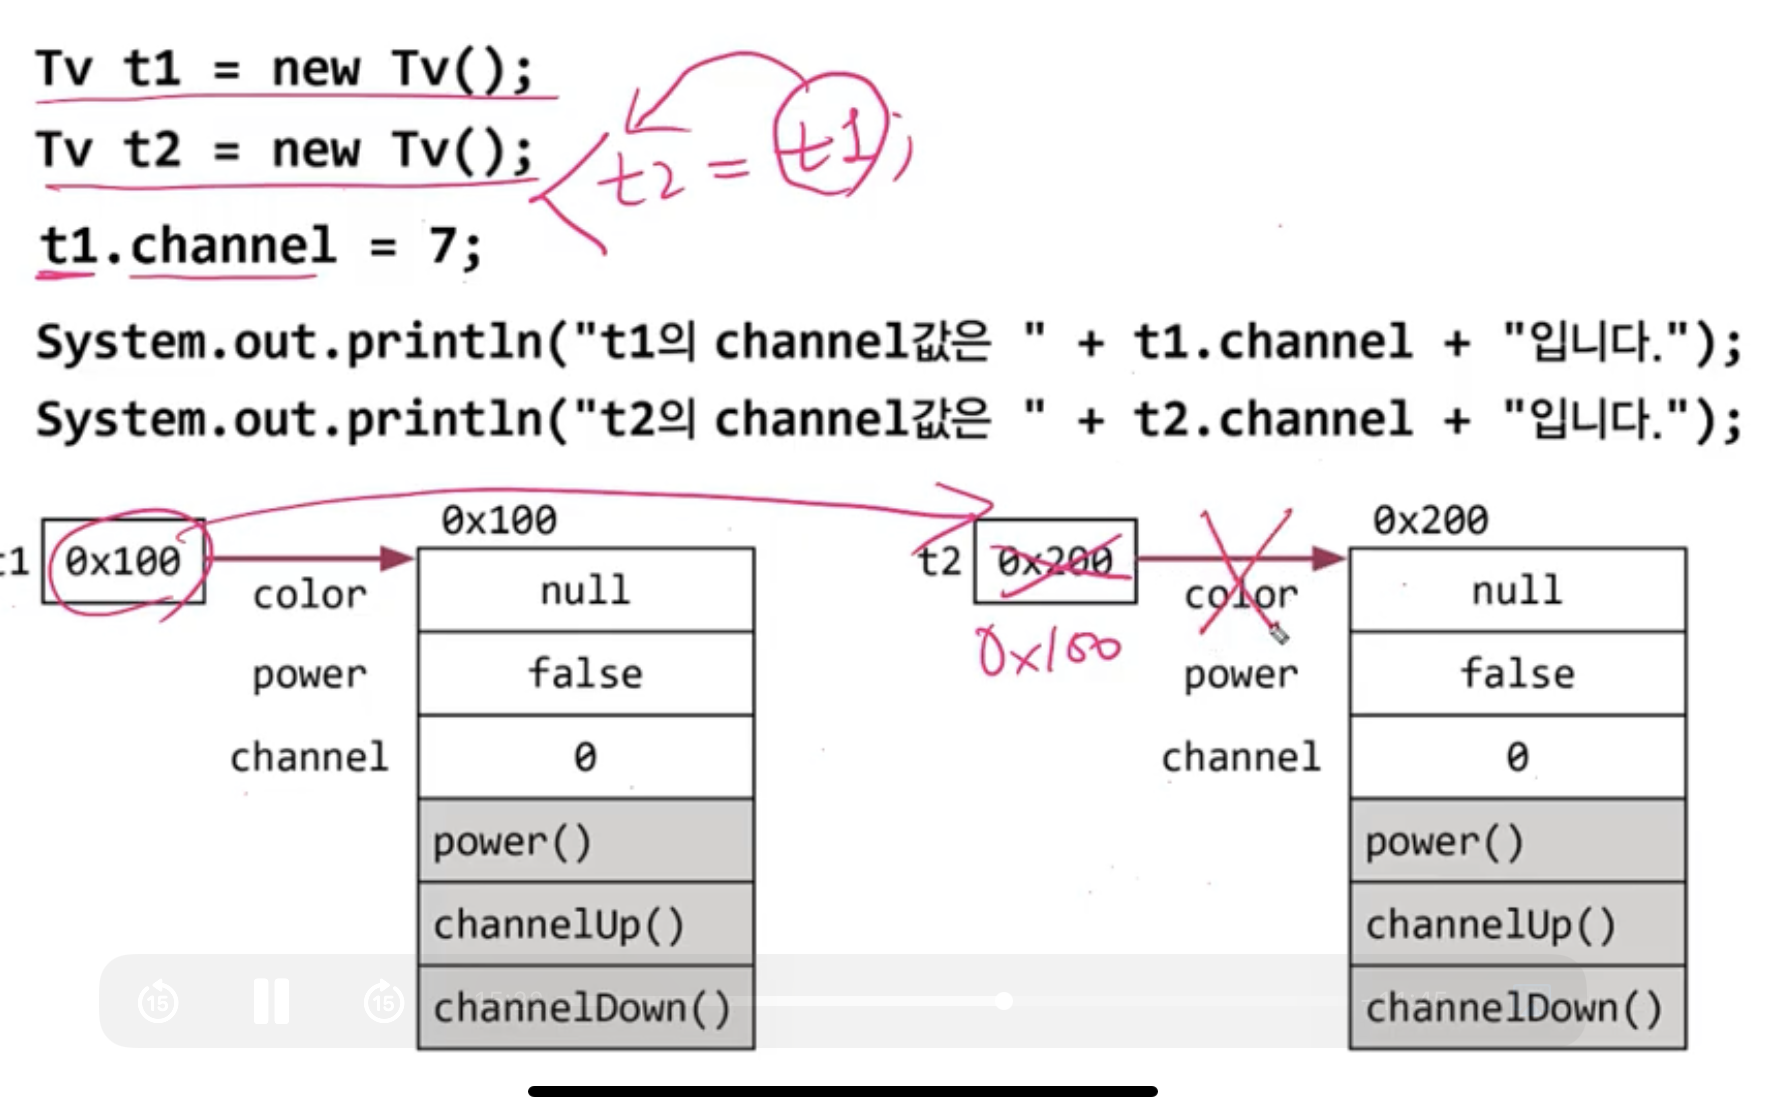 Tv t1 = new Tv();
Tv t2 = new Tv();
t2 = t1;
t1.channel = 7;
System.out.println("t1의 channel값은 " + t1.channel + "입니다.");
System.out.println("t2의 channel값은 " + t2.channel + "입니다.");
0x100
0x200
t1 0x100
t2 0x200
0x100
color null
color null
power false
power false
channel 0
channel 0
power()
power()
channelUp()
channelUp()
15 15
channelDown()
channelDown()